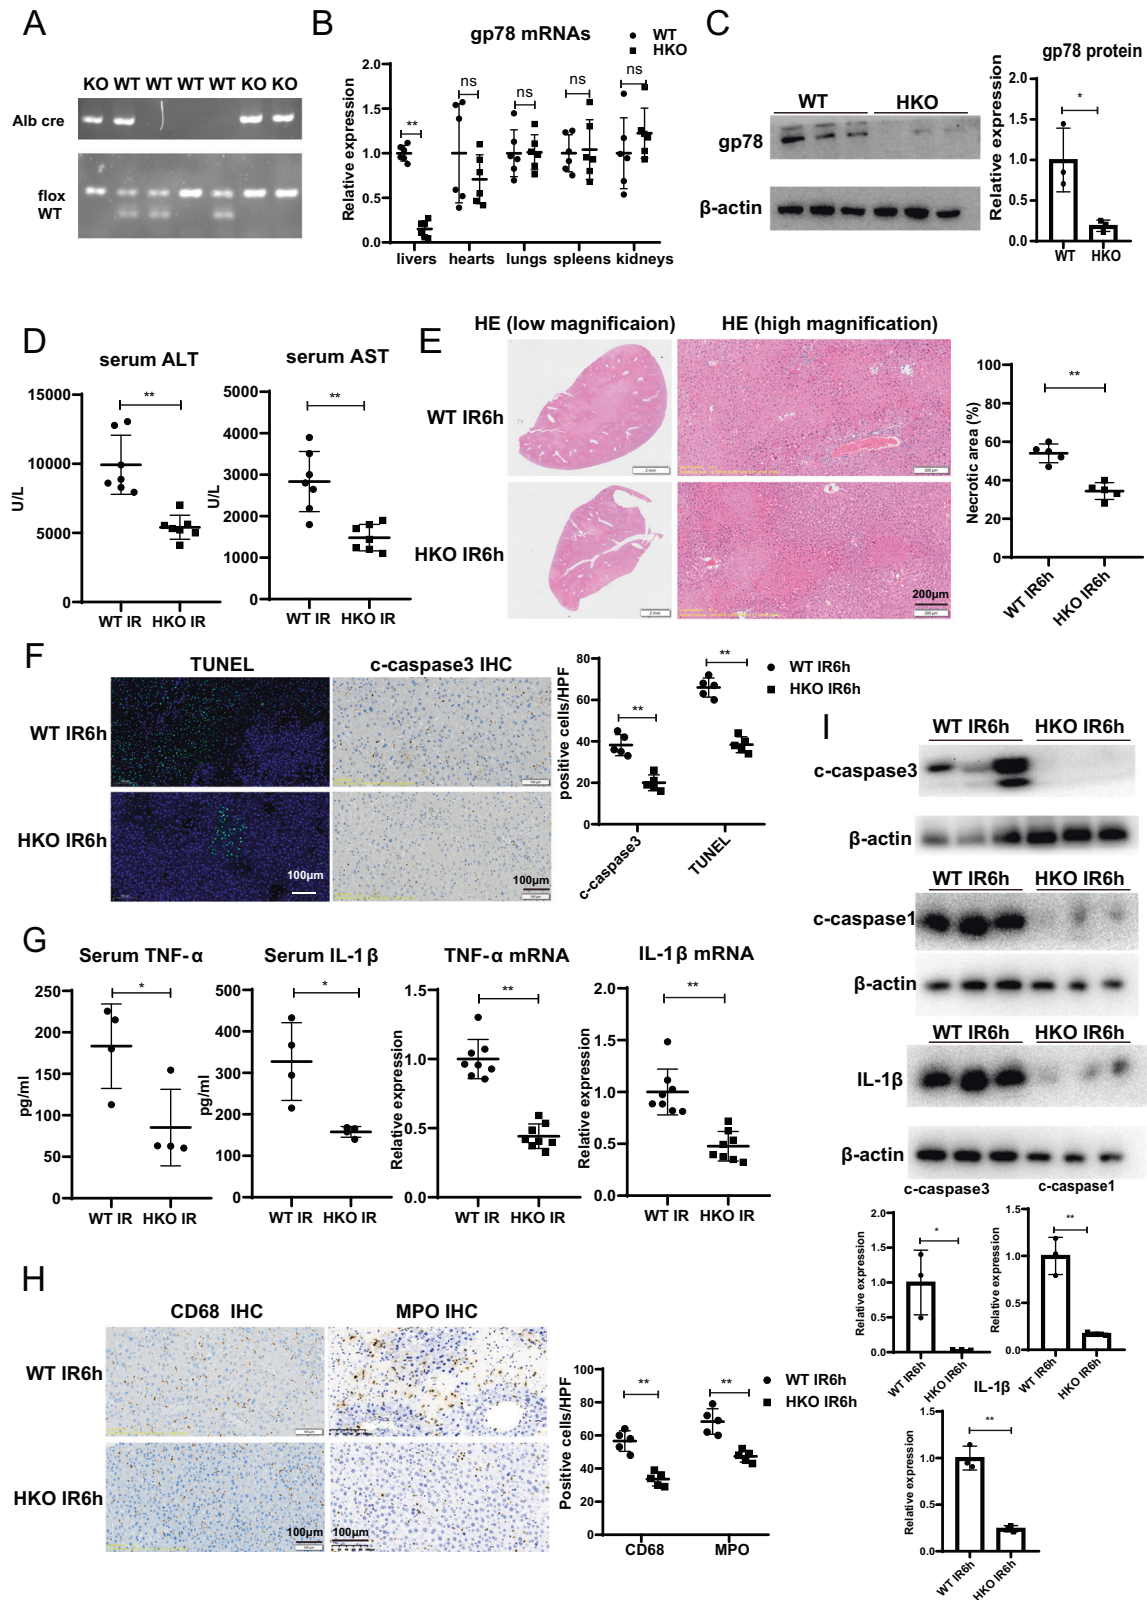 A
KO WT WT WT WT KO KO
Alb cre
flox
WT
B
gp78 mRNAs
WT
HKO
Relative expression
2.0
1.5
1.0
0.5
0.0
**
ns
ns
ns
ns
livers hearts lungs spleens kidneys
C
WT HKO
gp78
β-actin
gp78 protein
Relative expression
2.0
1.5
1.0
0.5
0.0
*
WT HKO
D
serum ALT
U/L
15000
10000
5000
0
**
WT IR HKO IR
serum AST
U/L
5000
4000
3000
2000
1000
0
**
WT IR HKO IR
E
HE (low magnificaion) HE (high magnification)
WT IR6h
2 mm
200 μm
HKO IR6h
2 mm
200μm
200 μm
Necrotic area (%)
100
80
60
40
20
0
**
WT IR6h
HKO IR6h
F
TUNEL c-caspase3 IHC
WT IR6h
HKO IR6h
100μm
100μm
positive cells/HPF
80
60
40
20
0
**
**
WT IR6h
HKO IR6h
c-caspase3
TUNEL
I
WT IR6h HKO IR6h
c-caspase3
β-actin
WT IR6h HKO IR6h
c-caspase1
β-actin
WT IR6h HKO IR6h
IL-1β
β-actin
c-caspase3
Relative expression
2.0
1.5
1.0
0.5
0.0
*
WT IR6h
HKO IR6h
c-caspase1
Relative expression
1.5
1.0
0.5
0.0
**
WT IR6h
HKO IR6h
IL-1β
Relative expression
1.5
1.0
0.5
0.0
**
WT IR6h
HKO IR6h
G
Serum TNF-α
pg/ml
250
200
150
100
50
0
*
WT IR HKO IR
Serum IL-1β
pg/ml
500
400
300
200
100
0
*
WT IR HKO IR
TNF-α mRNA
Relative expression
1.5
1.0
0.5
0.0
**
WT IR HKO IR
IL-1β mRNA
Relative expression
2.0
1.5
1.0
0.5
0.0
**
WT IR HKO IR
H
CD68 IHC MPO IHC
WT IR6h
HKO IR6h
100μm
100μm
Positive cells/HPF
100
80
60
40
20
0
**
**
WT IR6h
HKO IR6h
CD68 MPO